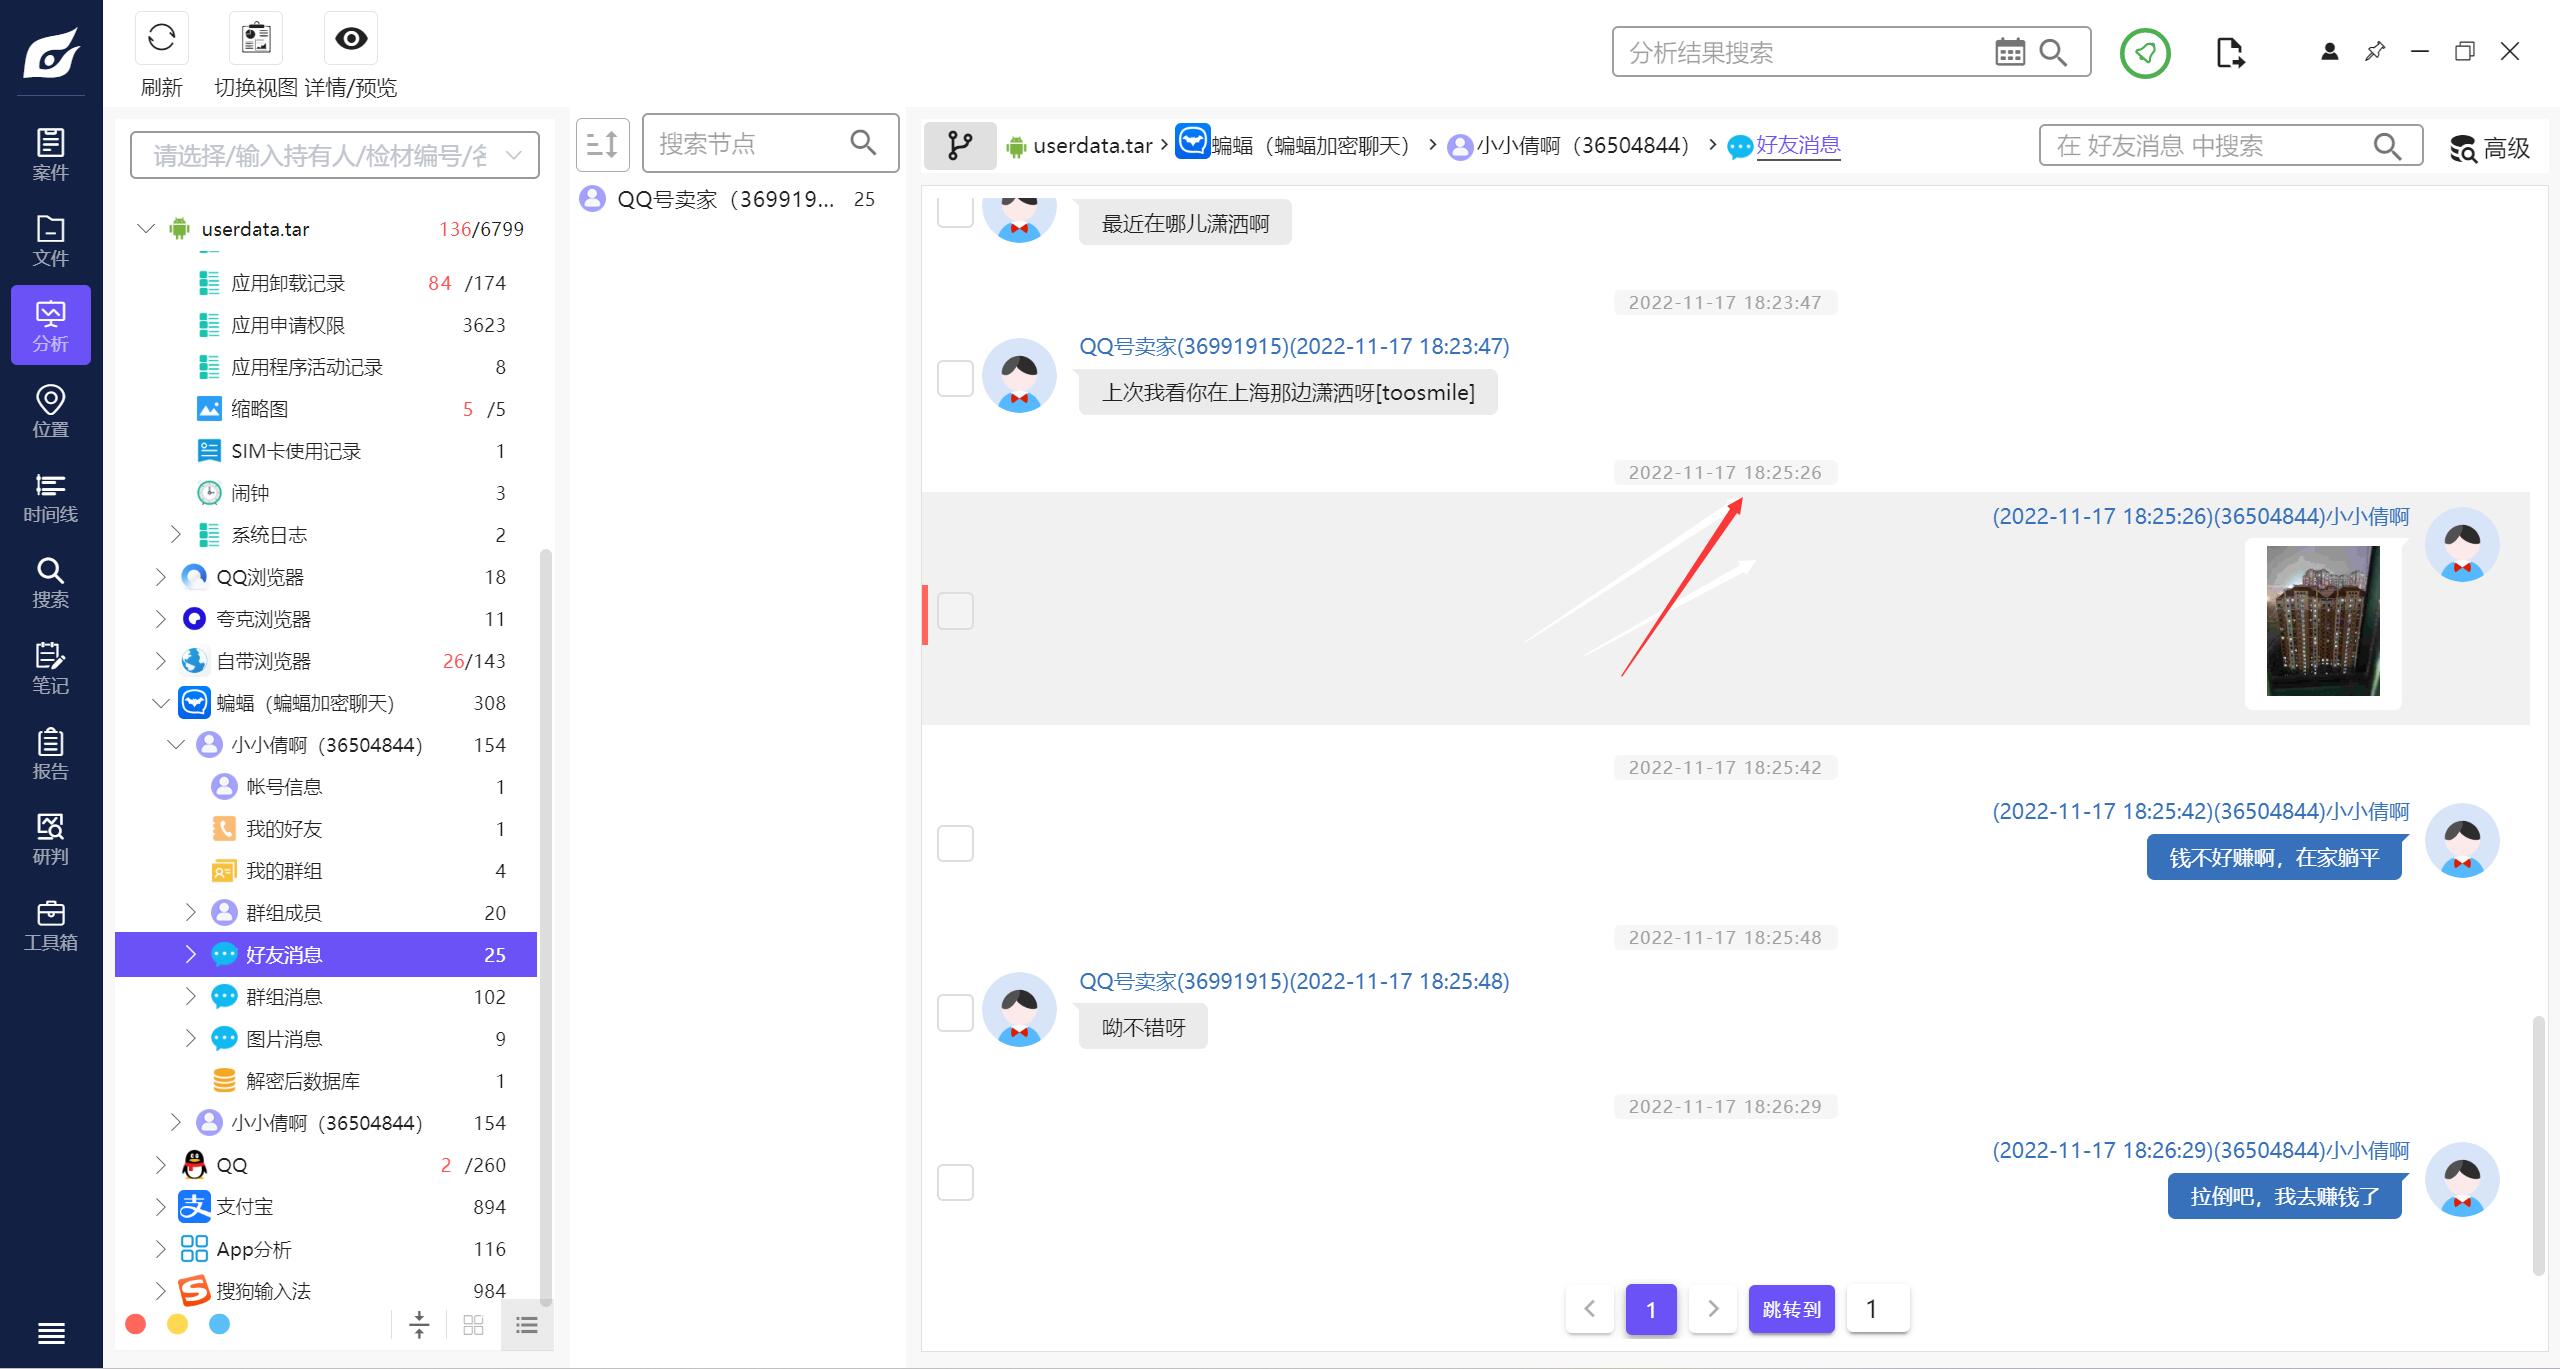 刷新
切换视图
详情/预览
分析结果搜索
案件
文件
分析
位置
时间线
搜索
笔记
报告
研判
工具箱
请选择/输入持有人/检材编号/名
userdata.tar 136/6799
应用卸载记录 84 /174
应用申请权限 3623
应用程序活动记录 8
缩略图 5 /5
SIM卡使用记录 1
闹钟 3
系统日志 2
QQ浏览器 18
夸克浏览器 11
自带浏览器 26/143
蝙蝠（蝙蝠加密聊天） 308
小小倩啊（36504844） 154
帐号信息 1
我的好友 1
我的群组 4
群组成员 20
好友消息 25
群组消息 102
图片消息 9
解密后数据库 1
小小倩啊（36504844） 154
QQ 2 /260
支付宝 894
App分析 116
搜狗输入法 984
搜索节点
QQ号卖家（369919... 25
userdata.tar > 蝙蝠（蝙蝠加密聊天） > 小小倩啊（36504844） > 好友消息
在 好友消息 中搜索
高级
最近在哪儿潇洒啊
2022-11-17 18:23:47
QQ号卖家(36991915)(2022-11-17 18:23:47)
上次我看你在上海那边潇洒呀[toosmile]
2022-11-17 18:25:26
(2022-11-17 18:25:26)(36504844)小小倩啊
2022-11-17 18:25:42
(2022-11-17 18:25:42)(36504844)小小倩啊
钱不好赚啊，在家躺平
2022-11-17 18:25:48
QQ号卖家(36991915)(2022-11-17 18:25:48)
呦不错呀
2022-11-17 18:26:29
(2022-11-17 18:26:29)(36504844)小小倩啊
拉倒吧，我去赚钱了
< 1 > 跳转到 1